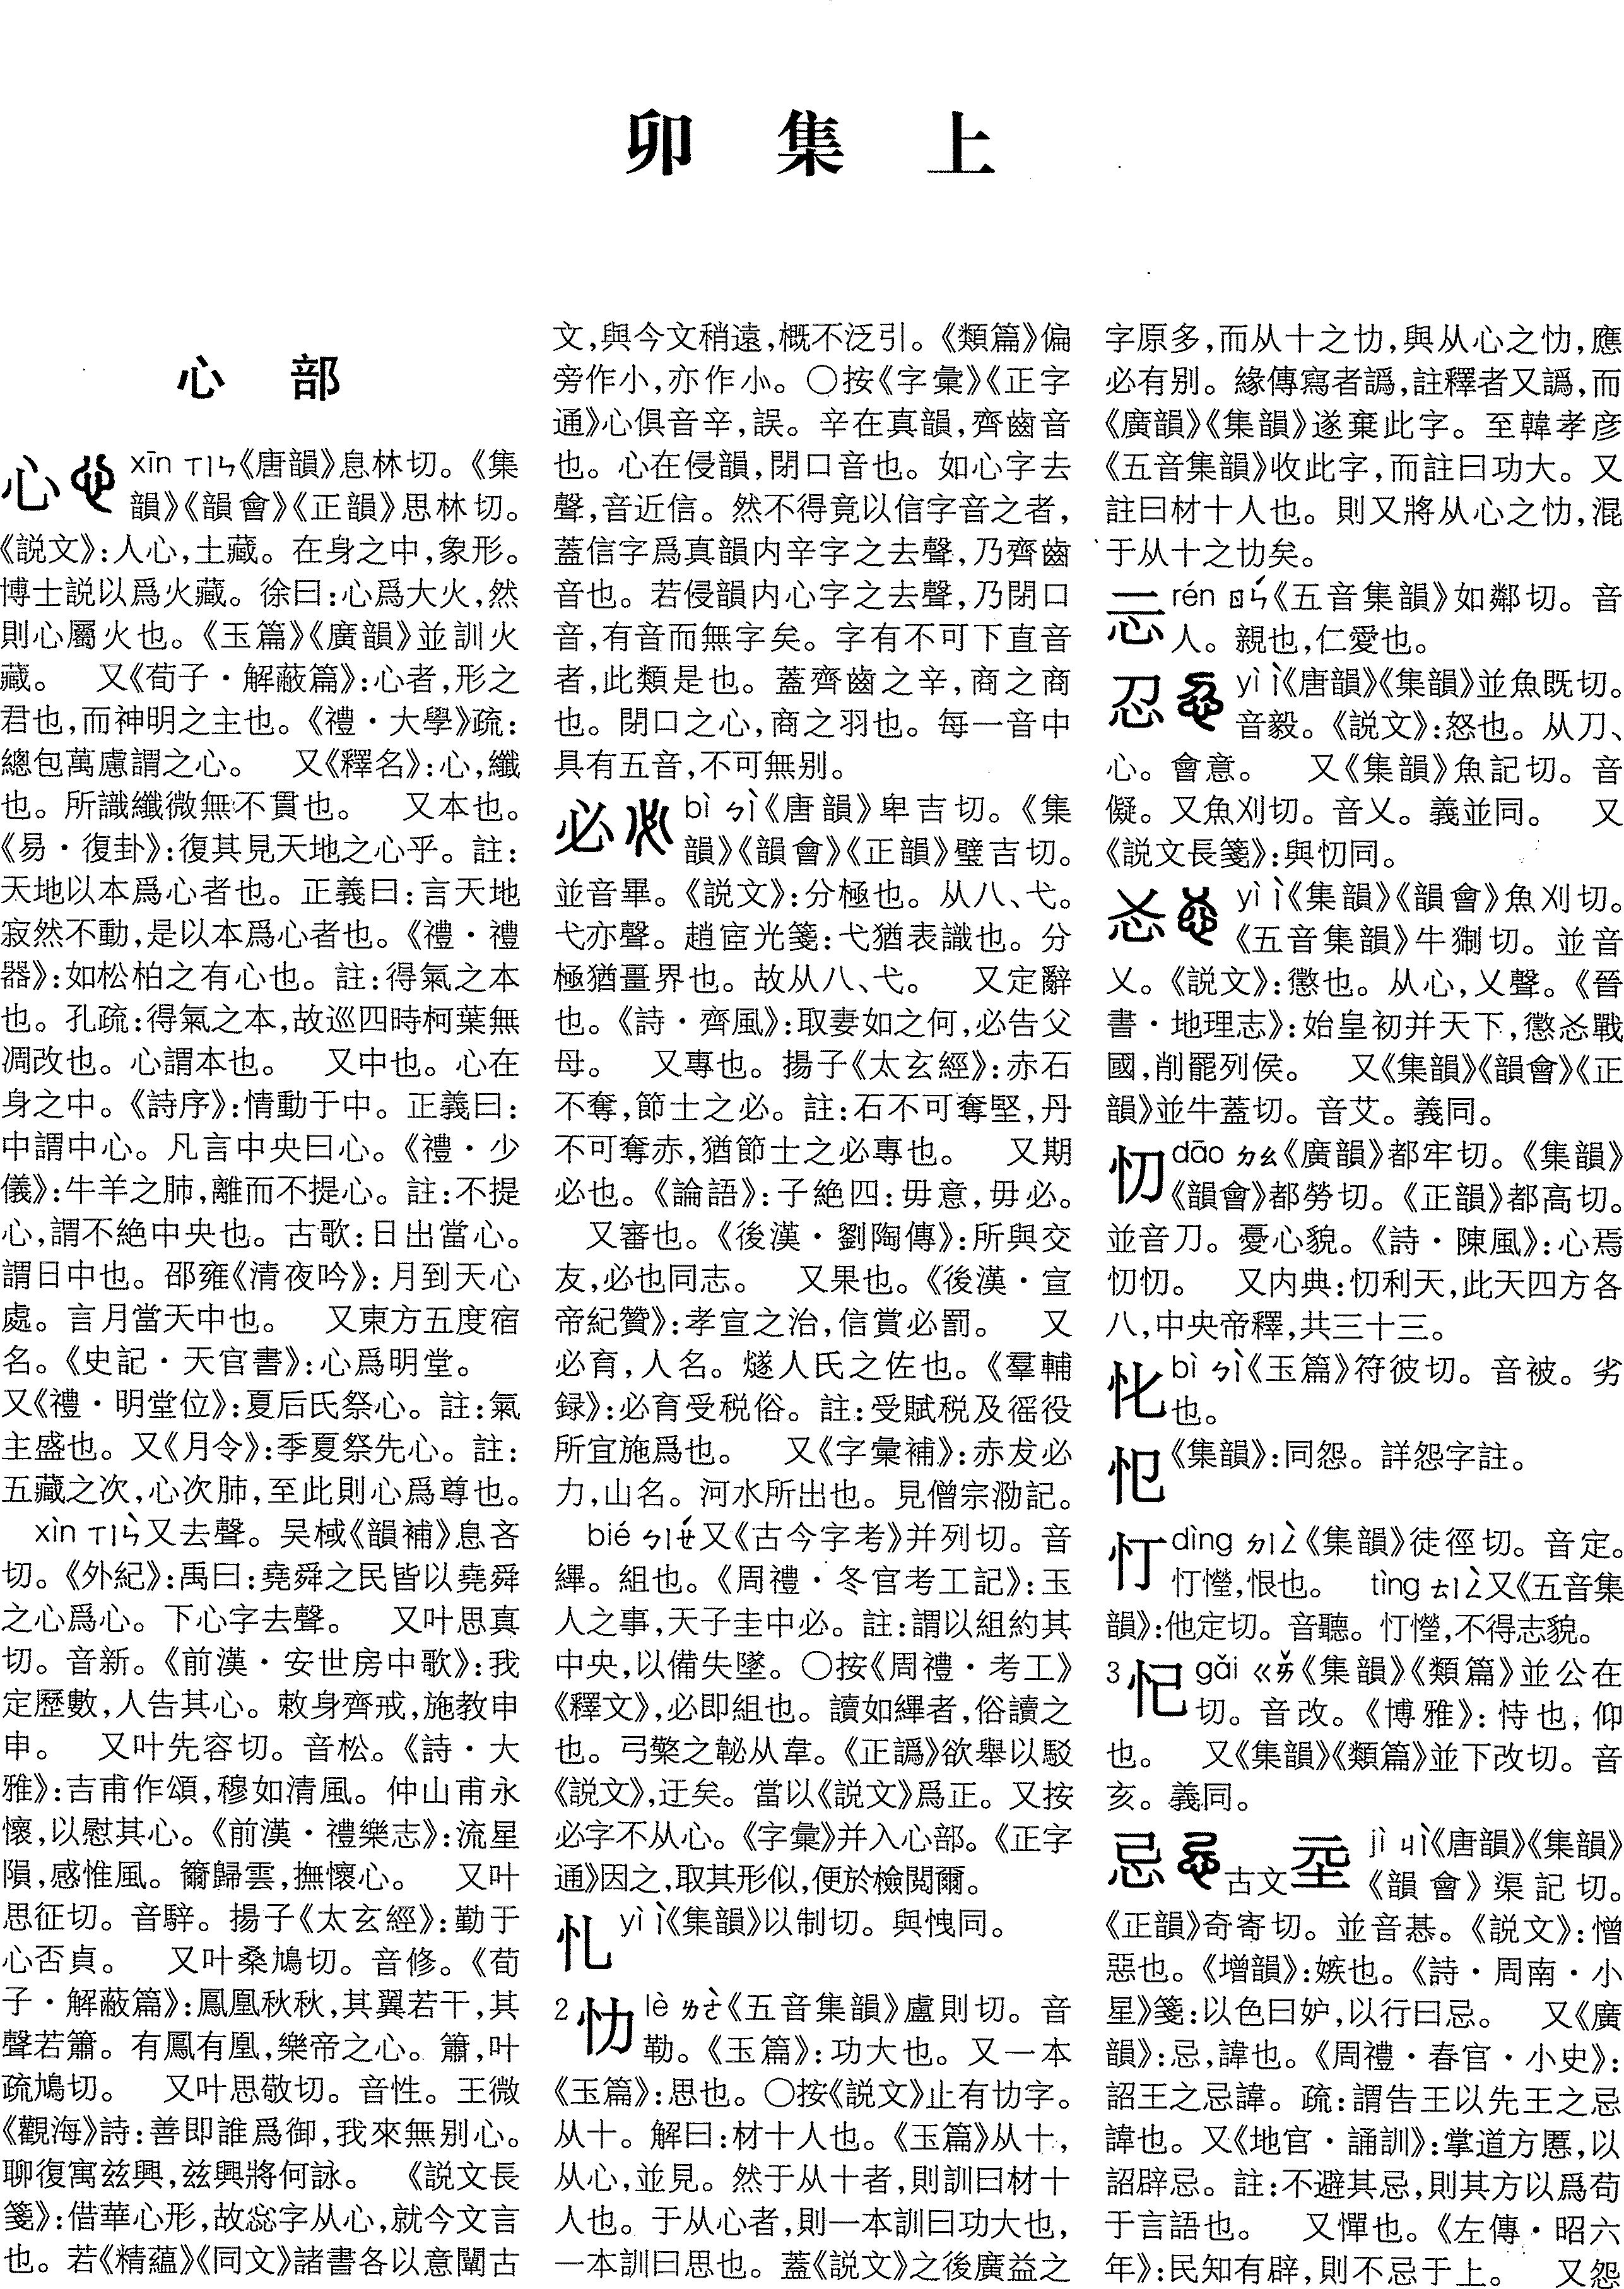 卯集上
心部
心 xīn ㄒㄧㄣ《唐韻》息林切。《集
韻》《韻會》《正韻》思林切。
《説文》:人心,土藏。在身之中,象形。
博士説以爲火藏。徐曰:心爲大火,然
則心屬火也。《玉篇》《廣韻》並訓火
藏。 又《荀子·解蔽篇》:心者,形之
君也,而神明之主也。《禮·大學》疏:
總包萬慮謂之心。 又《釋名》:心,纖
也。所識纖微無不貫也。 又本也。
《易·復卦》:復其見天地之心乎。註:
天地以本爲心者也。正義曰:言天地
寂然不動,是以本爲心者也。《禮·禮
器》:如松柏之有心也。註:得氣之本
也。孔疏:得氣之本,故巡四時柯葉無
凋改也。心謂本也。 又中也。心在
身之中。《詩序》:情動于中。正義曰:
中謂中心。凡言中央曰心。《禮·少
儀》:牛羊之肺,離而不提心。註:不提
心,謂不絶中央也。古歌:日出當心。
謂日中也。邵雍《清夜吟》:月到天心
處。言月當天中也。 又東方五度宿
名。《史記·天官書》:心爲明堂。
又《禮·明堂位》:夏后氏祭心。註:氣
主盛也。又《月令》:季夏祭先心。註:
五藏之次,心次肺,至此則心爲尊也。
xìn ㄒㄧㄣˋ又去聲。吴棫《韻補》息吝
切。《外紀》:禹曰:堯舜之民皆以堯舜
之心爲心。下心字去聲。 又叶思真
切。音新。《前漢·安世房中歌》:我
定歷數,人告其心。敕身齊戒,施教申
申。 又叶先容切。音松。《詩·大
雅》:吉甫作頌,穆如清風。仲山甫永
懷,以慰其心。《前漢·禮樂志》:流星
隕,感惟風。籋歸雲,撫懷心。 又叶
思征切。音騂。揚子《太玄經》:勤于
心否貞。 又叶桑鳩切。音修。《荀
子·解蔽篇》:鳳凰秋秋,其翼若干,其
聲若簫。有鳳有凰,樂帝之心。簫,叶
疏鳩切。 又叶思敬切。音性。王微
《觀海》詩:善即誰爲御,我來無别心。
聊復寓兹興,兹興將何詠。 《説文長
箋》:借華心形,故惢字从心,就今文言
也。若《精藴》《同文》諸書各以意闡古
文,與今文稍遠,概不泛引。《類篇》偏
旁作小,亦作㣺。○按《字彙》《正字
通》心俱音辛,誤。辛在真韻,齊齒音
也。心在侵韻,閉口音也。如心字去
聲,音近信。然不得竟以信字音之者,
蓋信字爲真韻内辛字之去聲,乃齊齒
音也。若侵韻内心字之去聲,乃閉口
音,有音而無字矣。字有不可下直音
者,此類是也。蓋齊齒之辛,商之商
也。閉口之心,商之羽也。每一音中
具有五音,不可無别。
必 bì ㄅㄧˋ《唐韻》卑吉切。《集
韻》《韻會》《正韻》璧吉切。
並音畢。《説文》:分極也。从八、弋。
弋亦聲。趙宧光箋:弋猶表識也。分
極猶畺界也。故从八、弋。 又定辭
也。《詩·齊風》:取妻如之何,必告父
母。 又專也。揚子《太玄經》:赤石
不奪,節士之必。註:石不可奪堅,丹
不可奪赤,猶節士之必專也。 又期
必也。《論語》:子絶四:毋意,毋必。
又審也。《後漢·劉陶傳》:所與交
友,必也同志。 又果也。《後漢·宣
帝紀贊》:孝宣之治,信賞必罰。 又
必育,人名。燧人氏之佐也。《羣輔
録》:必育受税俗。註:受賦税及徭役
所宜施爲也。 又《字彙補》:赤犮必
力,山名。河水所出也。見僧宗泐記。
bié ㄅㄧㄝˊ又《古今字考》并列切。音
縪。組也。《周禮·冬官考工記》:玉
人之事,天子圭中必。註:謂以組約其
中央,以備失墜。○按《周禮·考工》
《釋文》,必即組也。讀如縪者,俗讀之
也。弓檠之䪐从韋。《正譌》欲舉以駁
《説文》,迂矣。當以《説文》爲正。又按
必字不从心。《字彙》并入心部。《正字
通》因之,取其形似,便於檢閲爾。
忆 yì ㄧˋ《集韻》以制切。與愧同。
2忇 lè ㄌㄜˋ《五音集韻》盧則切。音
勒。《玉篇》:功大也。又一本
《玉篇》:思也。○按《説文》止有劦字。
从十。解曰:材十人也。《玉篇》从十,
从心,並見。然于从十者,則訓曰材十
人也。于从心者,則一本訓曰功大也,
一本訓曰思也。蓋《説文》之後廣益之
字原多,而从十之協,與从心之忇,應
必有别。緣傳寫者譌,註釋者又譌,而
《廣韻》《集韻》遂棄此字。至韓孝彦
《五音集韻》收此字,而註曰功大。又
註曰材十人也。則又將从心之忇,混
于从十之協矣。
忈 rén ㄖㄣˊ《五音集韻》如鄰切。音
人。親也,仁愛也。
忍 yì ㄧˋ《唐韻》《集韻》並魚既切。
音毅。《説文》:怒也。从刀、
心。會意。 又《集韻》魚記切。音
儗。又魚刈切。音乂。義並同。 又
《説文長箋》:與忉同。
忥 yì ㄧˋ《集韻》《韻會》魚刈切。
《五音集韻》牛猘切。並音
乂。《説文》:懲也。从心,乂聲。《晉
書·地理志》:始皇初并天下,懲忞戰
國,削罷列侯。 又《集韻》《韻會》《正
韻》並牛蓋切。音艾。義同。
忉 dāo ㄉㄠ《廣韻》都牢切。《集韻》
《韻會》都勞切。《正韻》都高切。
並音刀。憂心貌。《詩·陳風》:心焉
忉忉。 又内典:忉利天,此天四方各
八,中央帝釋,共三十三。
㤆 bì ㄅㄧˋ《玉篇》符彼切。音被。劣
也。
㤪《集韻》:同怨。詳怨字註。
忊 dìng ㄉㄧㄥˋ《集韻》徒徑切。音定。
忊憕,恨也。 tìng ㄊㄧㄥˋ又《五音集
韻》:他定切。音聽。忊憕,不得志貌。
3忋 gǎi ㄍㄞˇ《集韻》《類篇》並公在
切。音改。《博雅》:恃也,仰
也。 又《集韻》《類篇》並下改切。音
亥。義同。
忌 古文 jì ㄐㄧˋ《唐韻》《集韻》
《韻會》渠記切。
《正韻》奇寄切。並音惎。《説文》:憎
惡也。《增韻》:嫉也。《詩·周南·小
星》箋:以色曰妒,以行曰忌。 又《廣
韻》:忌,諱也。《周禮·春官·小史》:
詔王之忌諱。疏:謂告王以先王之忌
諱也。又《地官·誦訓》:掌道方慝,以
詔辟忌。註:不避其忌,則其方以爲苟
于言語也。 又憚也。《左傳·昭六
年》:民知有辟,則不忌于上。 又怨